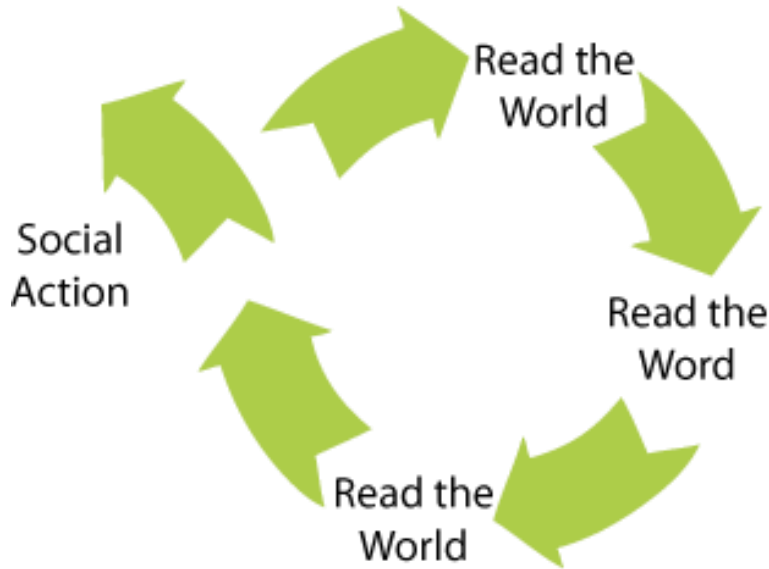 Read the
World
Read the
Word
Read the
World
Social
Action